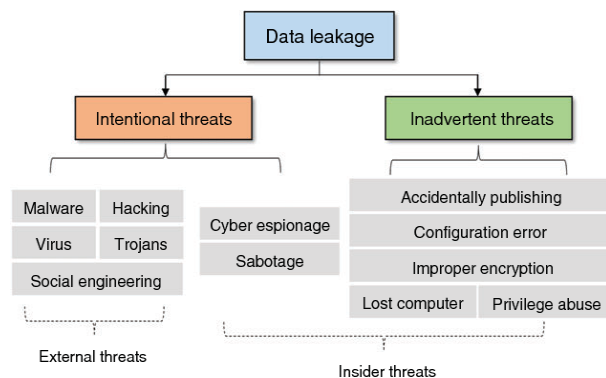 Data leakage
Intentional threats
Inadvertent threats
Malware
Hacking
Virus
Trojans
Social engineering
Cyber espionage
Sabotage
Accidentally publishing
Configuration error
Improper encryption
Lost computer
Privilege abuse
External threats
Insider threats